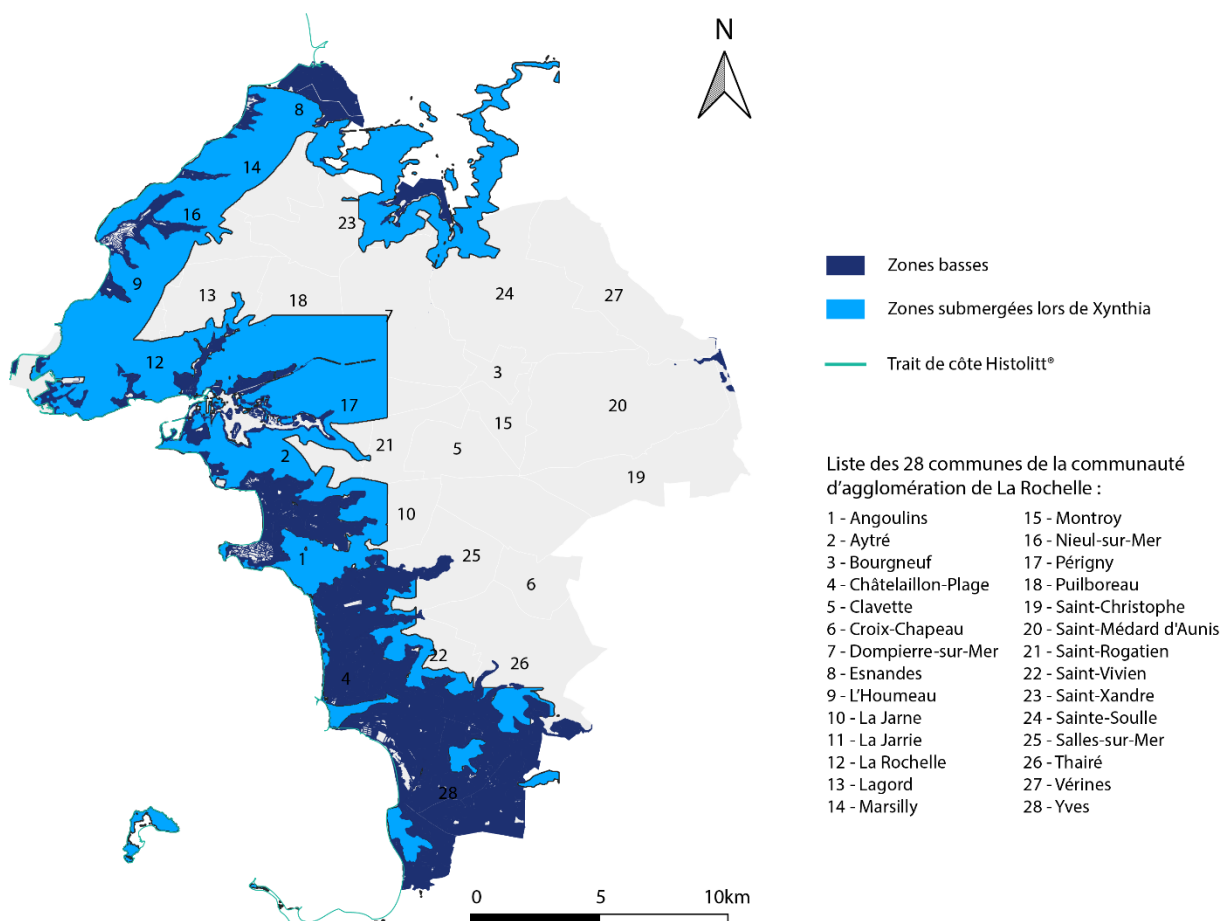 N
8
14
23
16
9
13
18
7
24
27
12
3
17
15
20
2
21
5
19
10
1
25
6
22
26
4
28
0 5 10km
Zones basses
Zones submergées lors de Xynthia
Trait de côte Histolitt®
Liste des 28 communes de la communauté
d'agglomération de La Rochelle :
1 - Angoulins
2 - Aytré
3 - Bourgneuf
4 - Châtelaillon-Plage
5 - Clavette
6 - Croix-Chapeau
7 - Dompierre-sur-Mer
8 - Esnandes
9 - L'Houmeau
10 - La Jarne
11 - La Jarrie
12 - La Rochelle
13 - Lagord
14 - Marsilly
15 - Montroy
16 - Nieul-sur-Mer
17 - Périgny
18 - Puilboreau
19 - Saint-Christophe
20 - Saint-Médard d'Aunis
21 - Saint-Rogatien
22 - Saint-Vivien
23 - Saint-Xandre
24 - Sainte-Soulle
25 - Salles-sur-Mer
26 - Thairé
27 - Vérines
28 - Yves